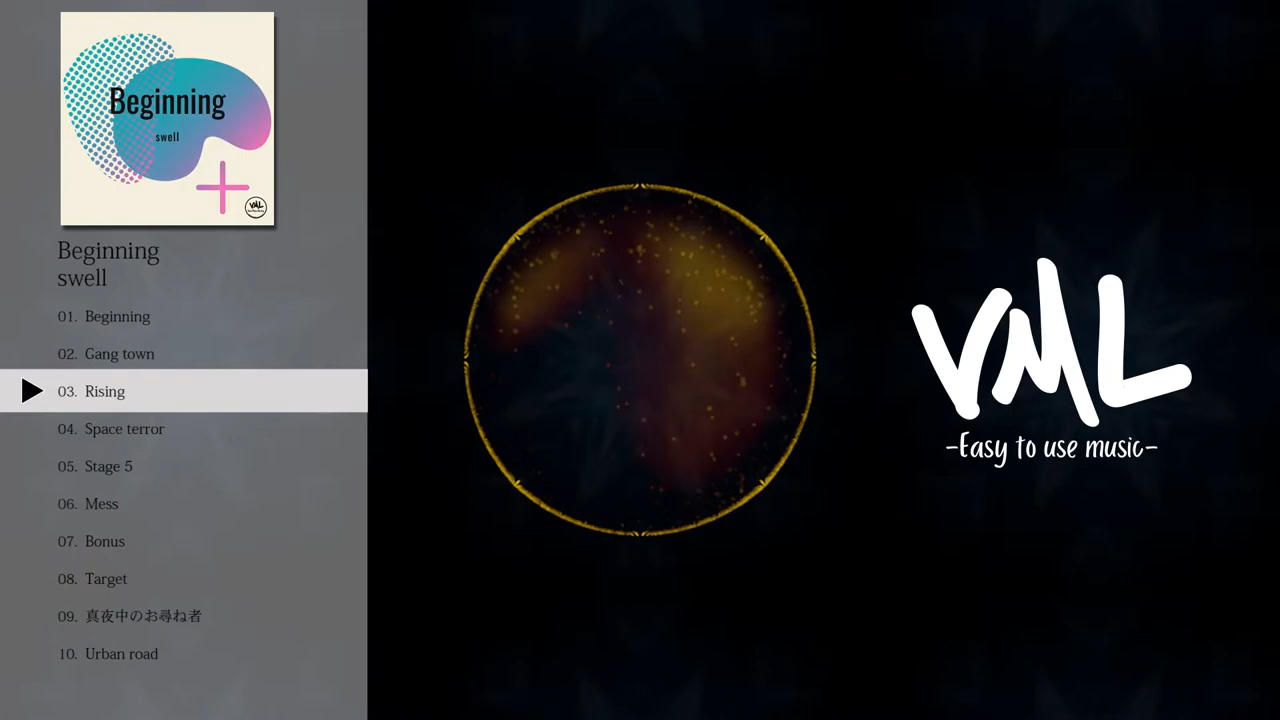 Beginning
swell
VML
Beginning
swell
01. Beginning
02. Gang town
03. Rising
04. Space terror
05. Stage 5
06. Mess
07. Bonus
08. Target
09. 真夜中のお尋ね者
10. Urban road
VML
-Easy to use music-